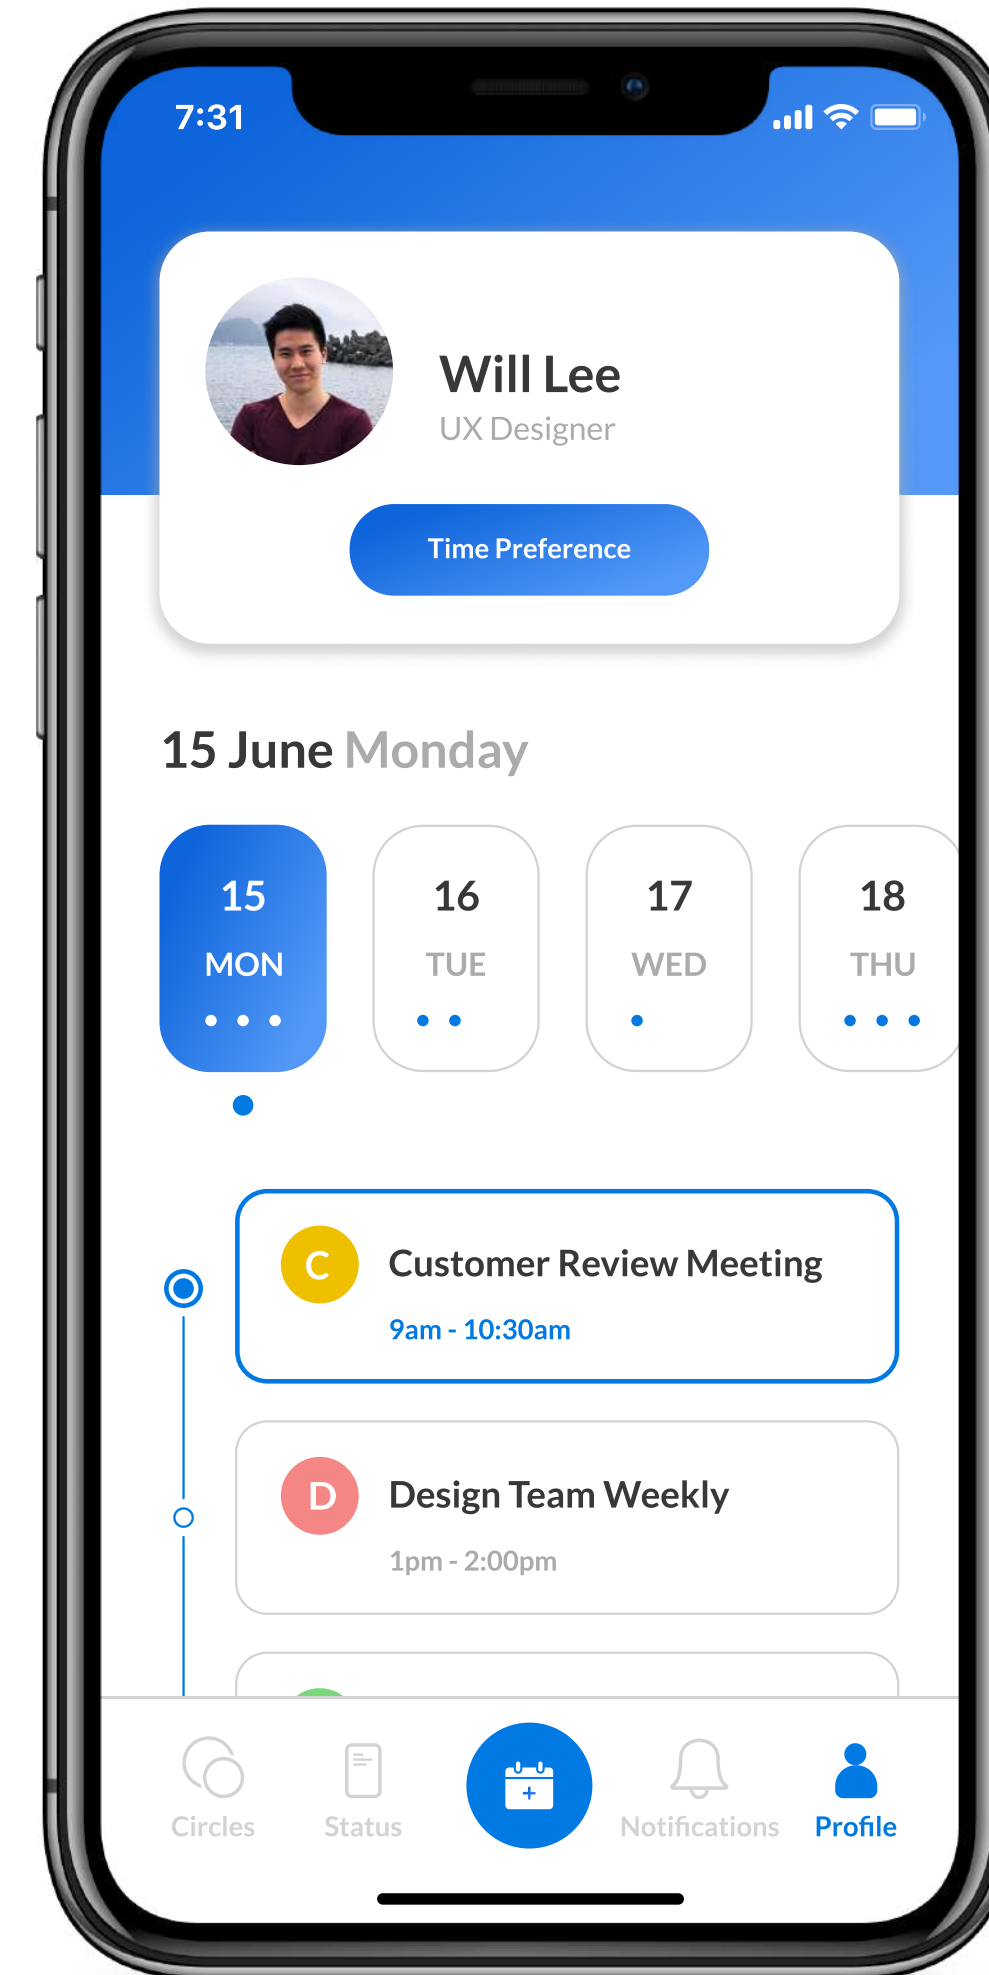 7:31
Will Lee
UX Designer
Time Preference
15 June Monday
15 16 17 18
MON TUE WED THU
C Customer Review Meeting
9am - 10:30am
D Design Team Weekly
1pm - 2:00pm
Circles Status Notifications Profile